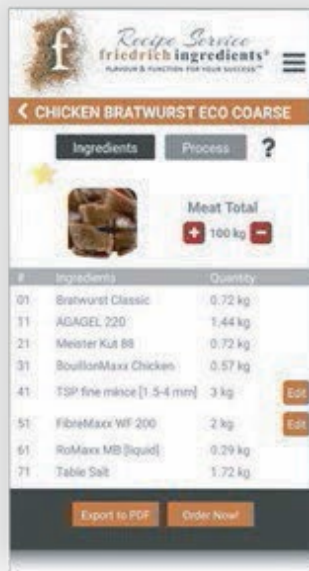 Recipe Service
friedrich ingredients®
FLAVOUR & FUNCTION FOR YOUR SUCCESS™
CHICKEN BRATWURST ECO COARSE
Ingredients Process ?
Meat Total
+ 100 kg −
# Ingredients Quantity
01 Bratwurst Classic 0.72 kg
11 AGAGEL 220 1.44 kg
21 Meister Kut 88 0.72 kg
31 BouillonMaxx Chicken 0.57 kg
41 TSP fine mince [1.5-4 mm] 3 kg Edit
51 FibreMaxx WF 200 2 kg Edit
61 RoMaxx MB [liquid] 0.29 kg
71 Table Salt 1.72 kg
Export to PDF Order Now!